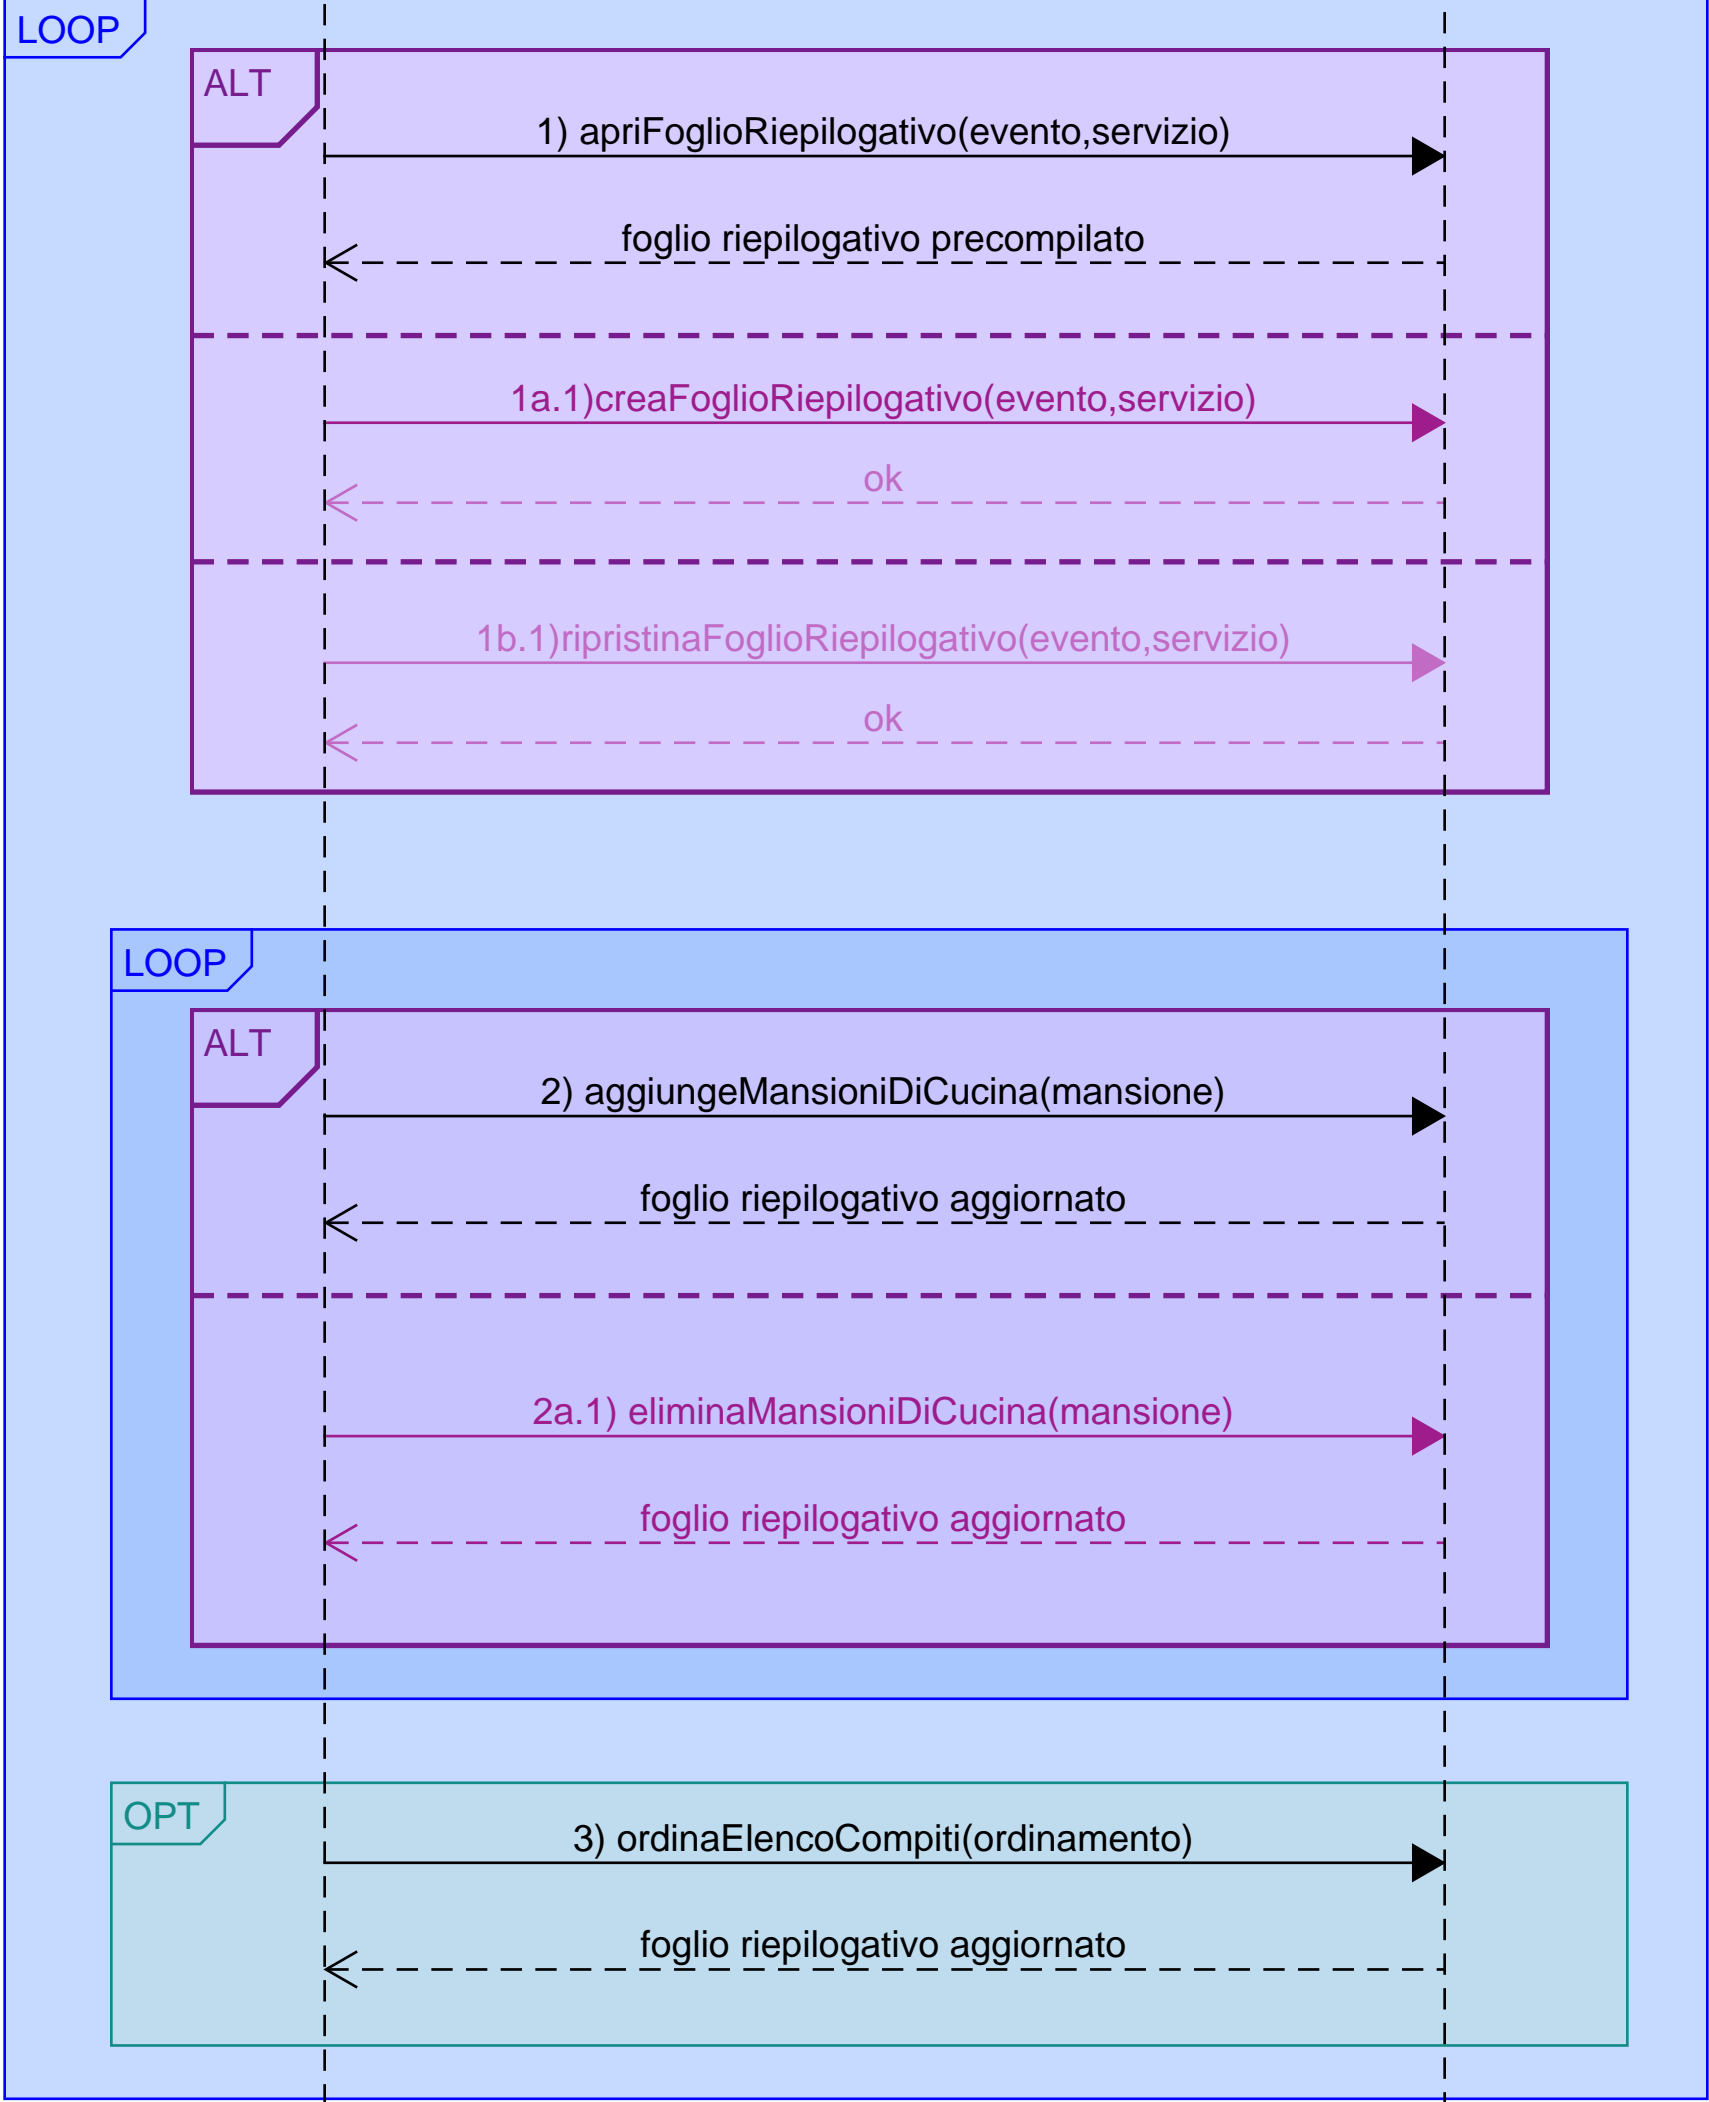 LOOP
ALT
1) apriFoglioRiepilogativo(evento,servizio)
foglio riepilogativo precompilato
1a.1)creaFoglioRiepilogativo(evento,servizio)
ok
1b.1)ripristinaFoglioRiepilogativo(evento,servizio)
ok
LOOP
ALT
2) aggiungeMansioniDiCucina(mansione)
foglio riepilogativo aggiornato
2a.1) eliminaMansioniDiCucina(mansione)
foglio riepilogativo aggiornato
OPT
3) ordinaElencoCompiti(ordinamento)
foglio riepilogativo aggiornato